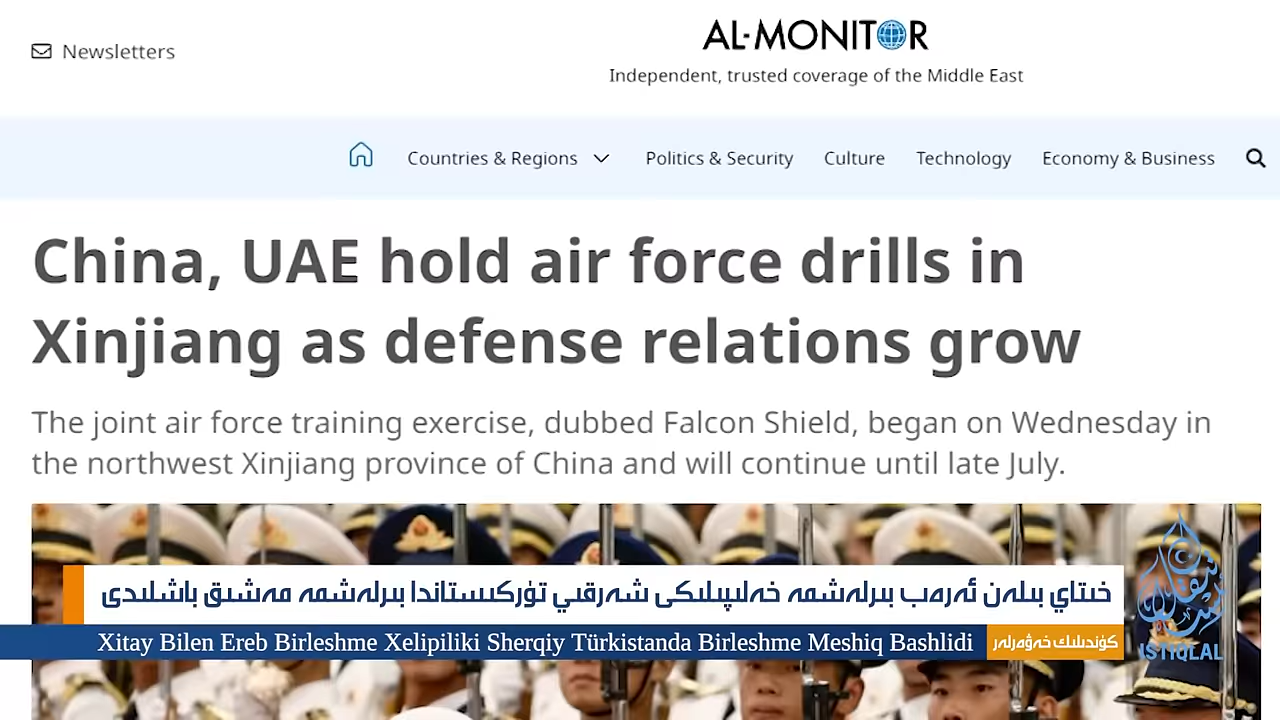 Newsletters
AL-MONITOR
Independent, trusted coverage of the Middle East
Countries & Regions
Politics & Security
Culture
Technology
Economy & Business
China, UAE hold air force drills in
Xinjiang as defense relations grow
The joint air force training exercise, dubbed Falcon Shield, began on Wednesday in
the northwest Xinjiang province of China and will continue until late July.
خىتاي بىلەن ئەرەب بىرلەشمە خەلىپىلىكى شەرقىي تۈركىستاندا بىرلەشمە مەشىق باشلىدى
Xitay Bilen Ereb Birleshme Xelipiliki Sherqiy Türkistanda Birleshme Meshiq Bashlidi
كۈندىلىك خەۋەرلەر
ISTIQLAL